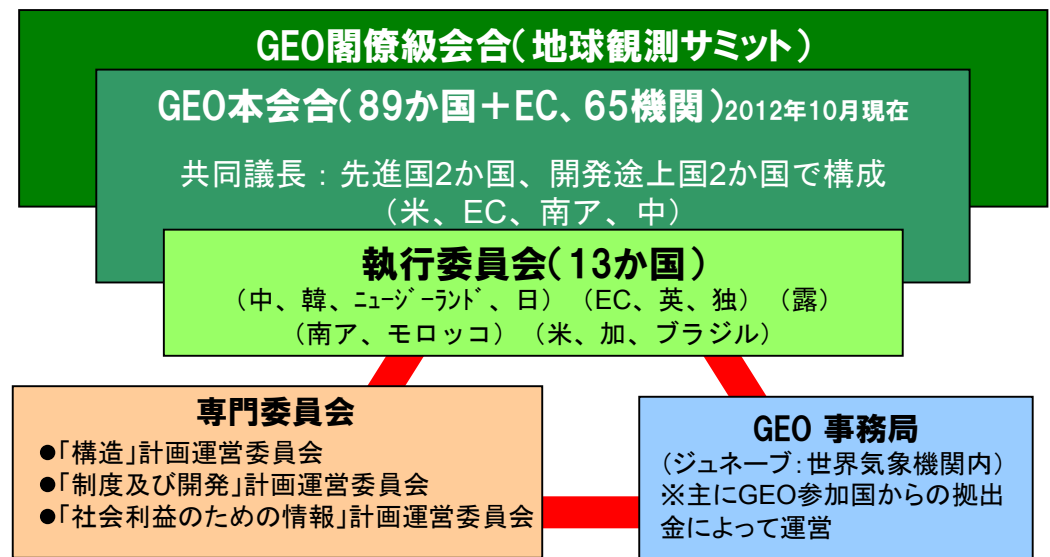 GEO閣僚級会合（地球観測サミット）
GEO本会合（89か国＋EC、65機関）2012年10月現在
共同議長：先進国2か国、開発途上国2か国で構成
（米、EC、南ア、中）
執行委員会（13か国）
（中、韓、ﾆｭｰｼﾞｰﾗﾝﾄﾞ、日）（EC、英、独）（露）
（南ア、モロッコ）（米、加、ブラジル）
専門委員会
●「構造」計画運営委員会
●「制度及び開発」計画運営委員会
●「社会利益のための情報」計画運営委員会
GEO 事務局
（ジュネーブ：世界気象機関内）
※主にGEO参加国からの拠出
金によって運営